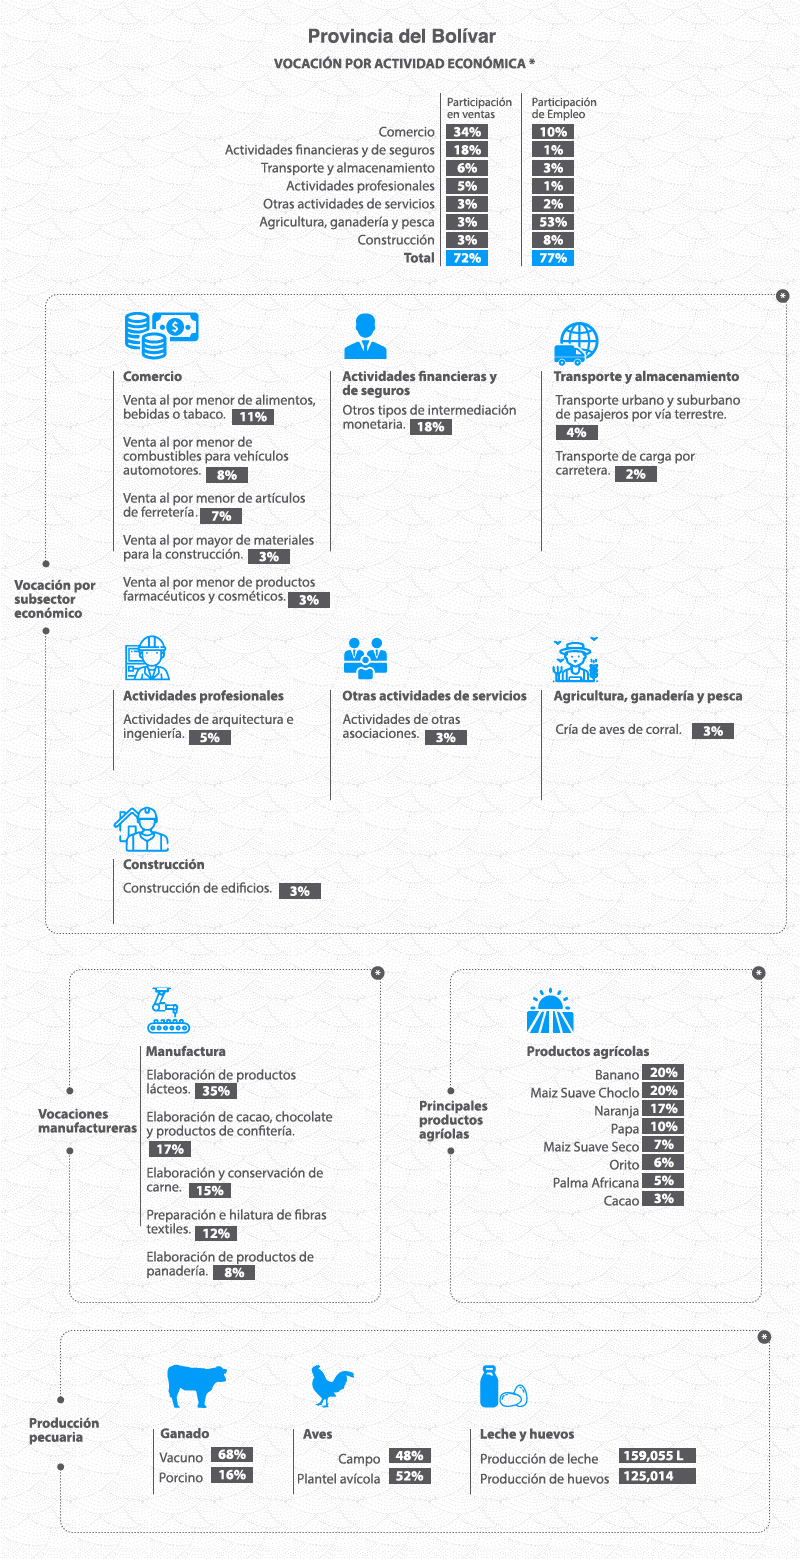 Provincia del Bolívar
VOCACIÓN POR ACTIVIDAD ECONÓMICA *
Participación en ventas
Participación de Empleo
Comercio 34% 10%
Actividades financieras y de seguros 18% 1%
Transporte y almacenamiento 6% 3%
Actividades profesionales 5% 1%
Otras actividades de servicios 3% 2%
Agricultura, ganadería y pesca 3% 53%
Construcción 3% 8%
Total 72% 77%
*
Vocación por
subsector
económico
$
Comercio
Venta al por menor de alimentos,
bebidas o tabaco. 11%
Venta al por menor de
combustibles para vehículos
automotores. 8%
Venta al por menor de artículos
de ferretería. 7%
Venta al por mayor de materiales
para la construcción. 3%
Venta al por menor de productos
farmacéuticos y cosméticos. 3%
Actividades financieras y
de seguros
Otros tipos de intermediación
monetaria. 18%
Transporte y almacenamiento
Transporte urbano y suburbano
de pasajeros por vía terrestre.
4%
Transporte de carga por
carretera. 2%
Actividades profesionales
Actividades de arquitectura e
ingeniería. 5%
Otras actividades de servicios
Actividades de otras
asociaciones. 3%
Agricultura, ganadería y pesca
Cría de aves de corral. 3%
Construcción
Construcción de edificios. 3%
*
Vocaciones
manufactureras
Manufactura
Elaboración de productos
lácteos. 35%
Elaboración de cacao, chocolate
y productos de confitería.
17%
Elaboración y conservación de
carne. 15%
Preparación e hilatura de fibras
textiles. 12%
Elaboración de productos de
panadería. 8%
*
Principales
productos
agríolas
Productos agrícolas
Banano 20%
Maiz Suave Choclo 20%
Naranja 17%
Papa 10%
Maiz Suave Seco 7%
Orito 6%
Palma Africana 5%
Cacao 3%
*
Producción
pecuaria
Ganado
Vacuno 68%
Porcino 16%
Aves
Campo 48%
Plantel avícola 52%
Leche y huevos
Producción de leche 159,055 L
Producción de huevos 125,014